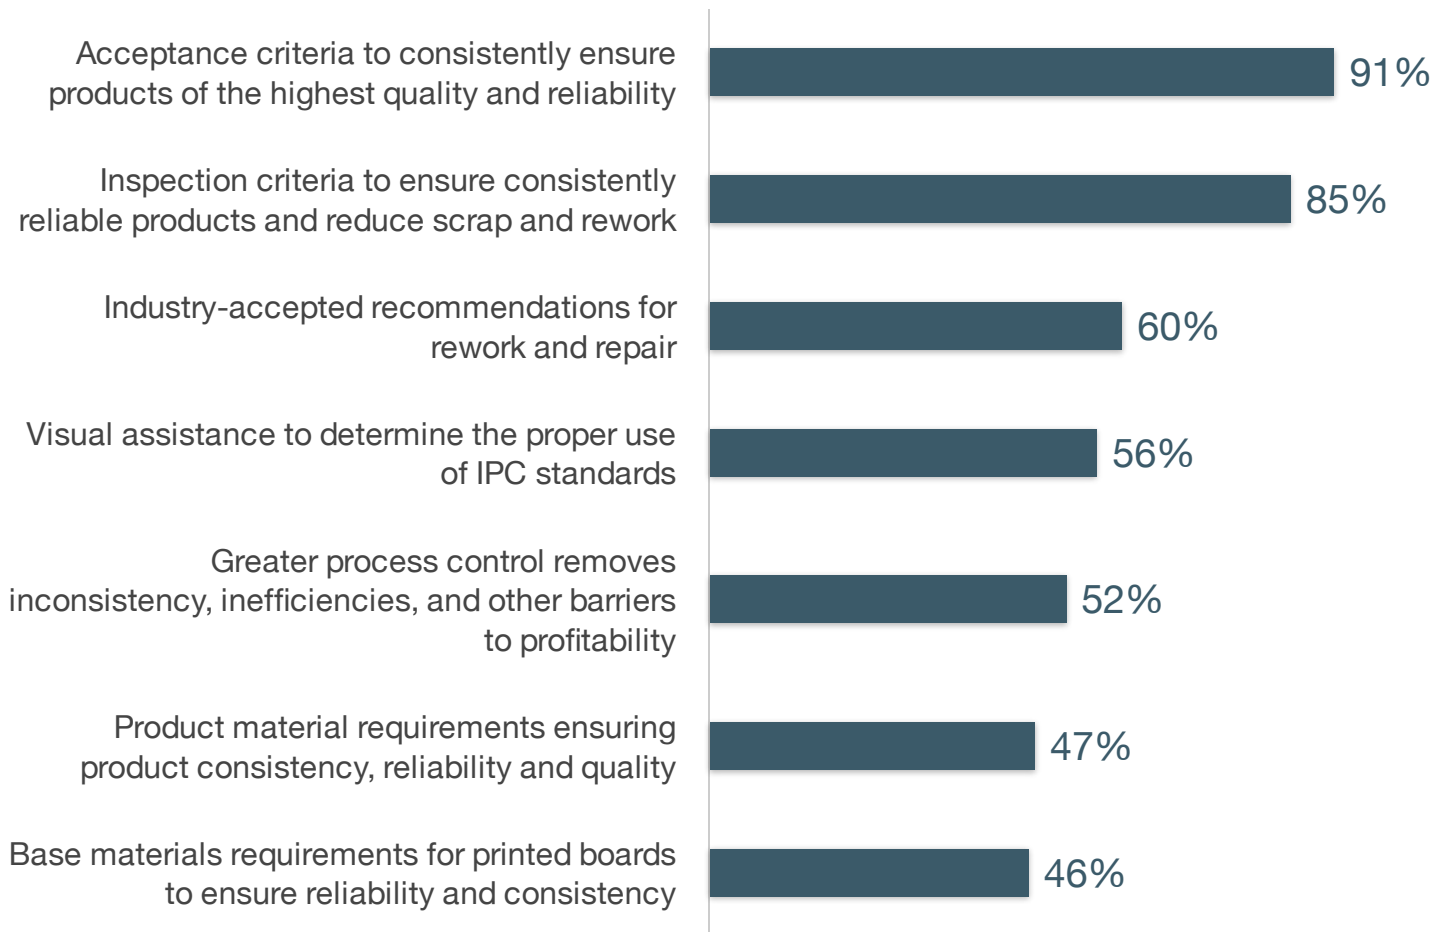 Acceptance criteria to consistently ensure
products of the highest quality and reliability
91%
Inspection criteria to ensure consistently
reliable products and reduce scrap and rework
85%
Industry-accepted recommendations for
rework and repair
60%
Visual assistance to determine the proper use
of IPC standards
56%
Greater process control removes
inconsistency, inefficiencies, and other barriers
to profitability
52%
Product material requirements ensuring
product consistency, reliability and quality
47%
Base materials requirements for printed boards
to ensure reliability and consistency
46%